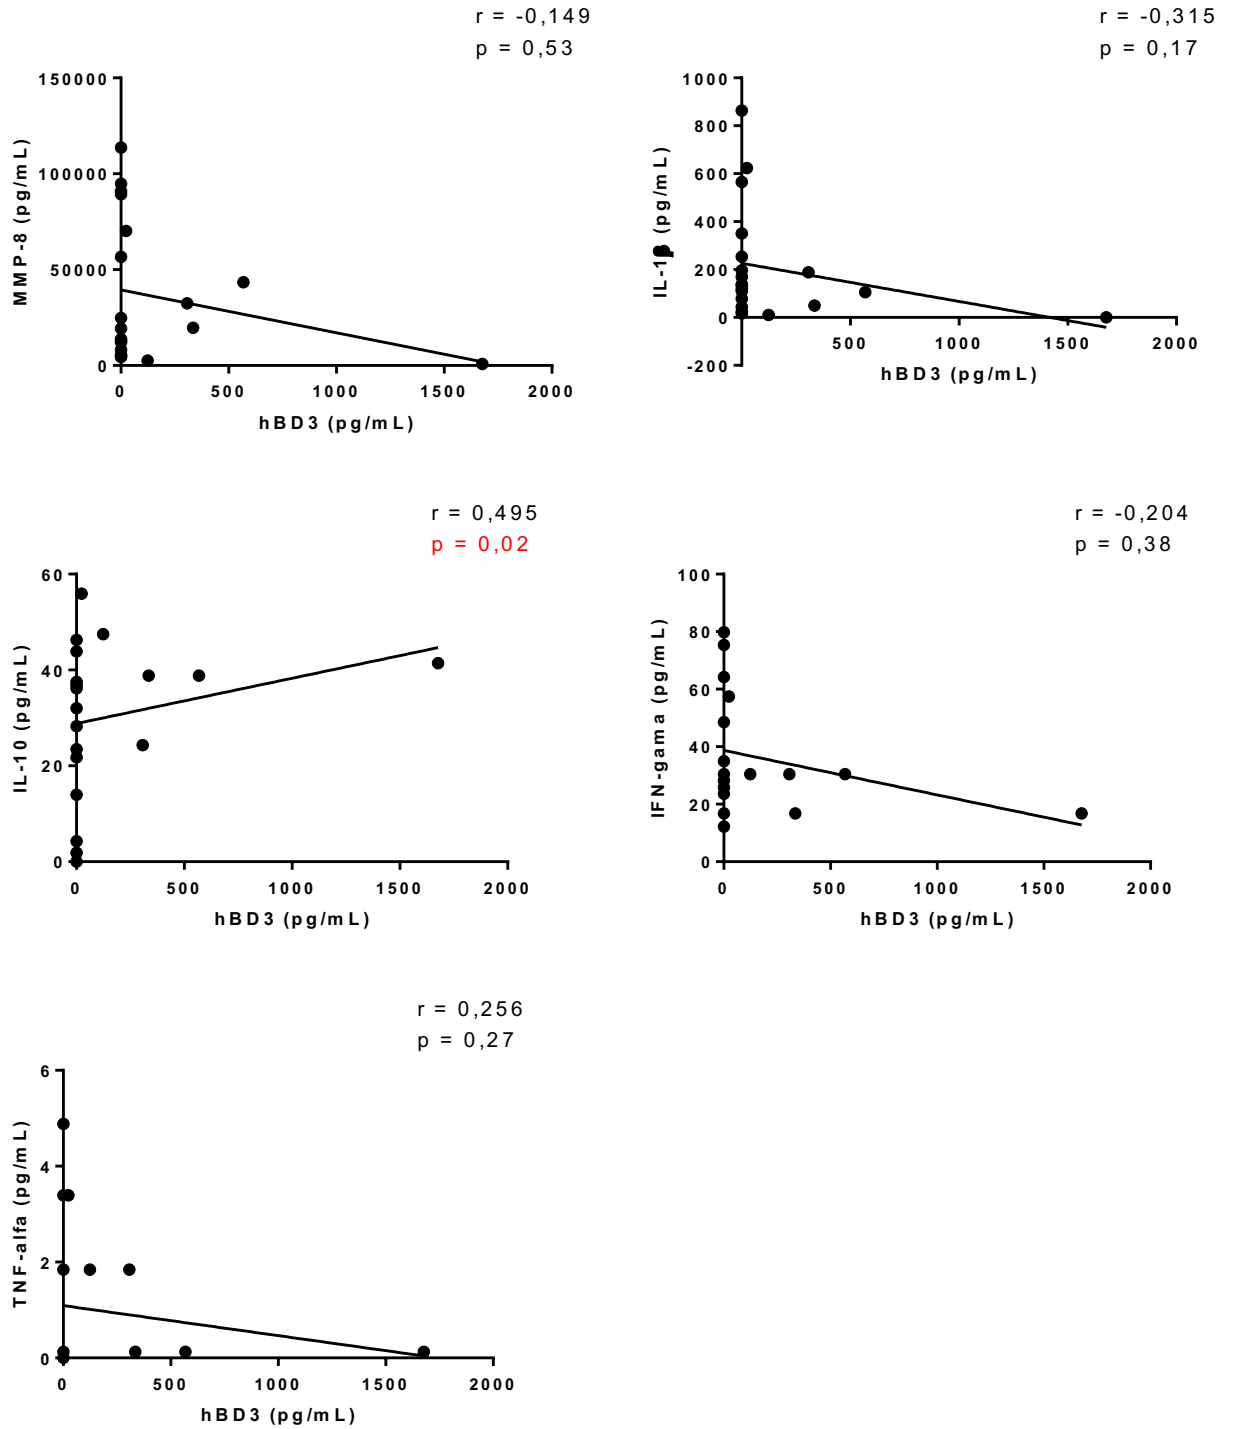 r = -0,149
p = 0,53
150000
100000
50000
0
MMP-8 (pg/mL)
0 500 1000 1500 2000
hBD3 (pg/mL)
r = -0,315
p = 0,17
1000
800
600
400
200
0
-200
IL-1β (pg/mL)
500 1000 1500 2000
hBD3 (pg/mL)
r = 0,495
p = 0,02
60
40
20
0
IL-10 (pg/mL)
0 500 1000 1500 2000
hBD3 (pg/mL)
r = -0,204
p = 0,38
100
80
60
40
20
0
IFN-gama (pg/mL)
0 500 1000 1500 2000
hBD3 (pg/mL)
r = 0,256
p = 0,27
6
4
2
0
TNF-alfa (pg/mL)
0 500 1000 1500 2000
hBD3 (pg/mL)